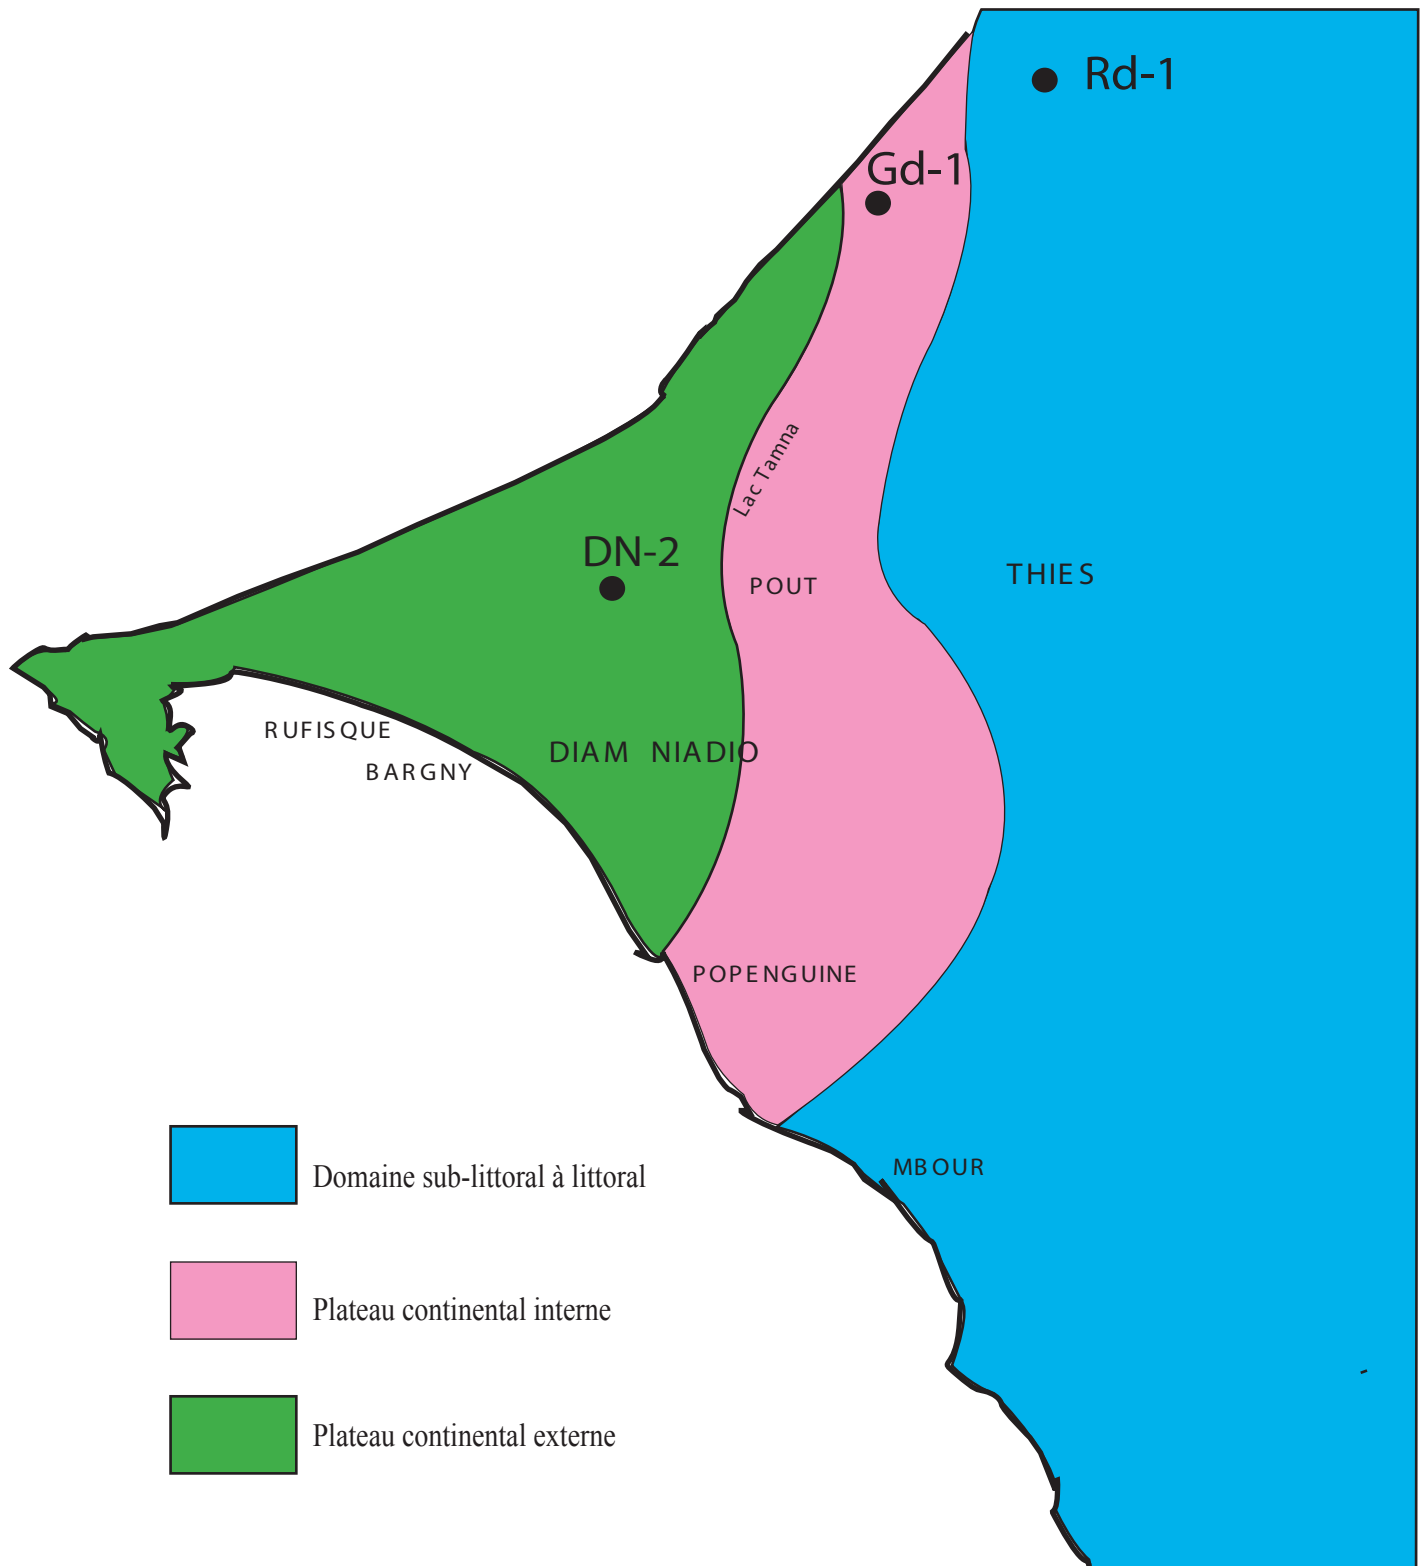 Rd-1
Gd-1
Lac Tamna
DN-2
POUT
THIES
RUFISQUE
DIAM NIADIO
BARGNY
POPENGUINE
MBOUR
Domaine sub-littoral à littoral
Plateau continental interne
Plateau continental externe